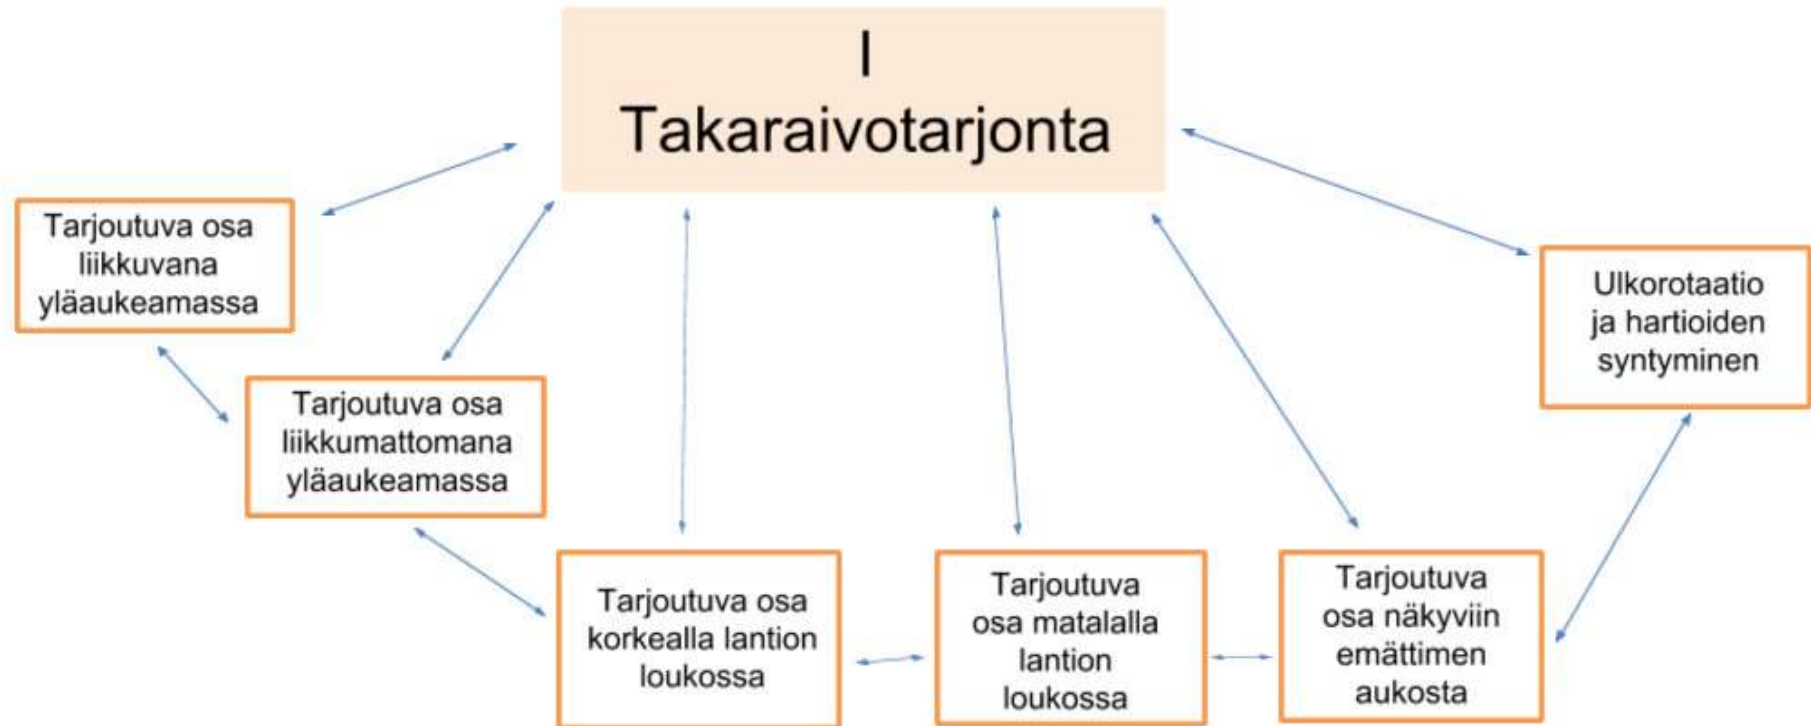 I
Takaraivotarjonta
Tarjoutuva osa
liikkuvana
yläaukeamassa
Tarjoutuva osa
liikkumattomana
yläaukeamassa
Tarjoutuva osa
korkealla lantion
loukossa
Tarjoutuva
osa matalalla
lantion
loukossa
Tarjoutuva
osa näkyviin
emättimen
aukosta
Ulkorotaatio
ja hartioiden
syntyminen